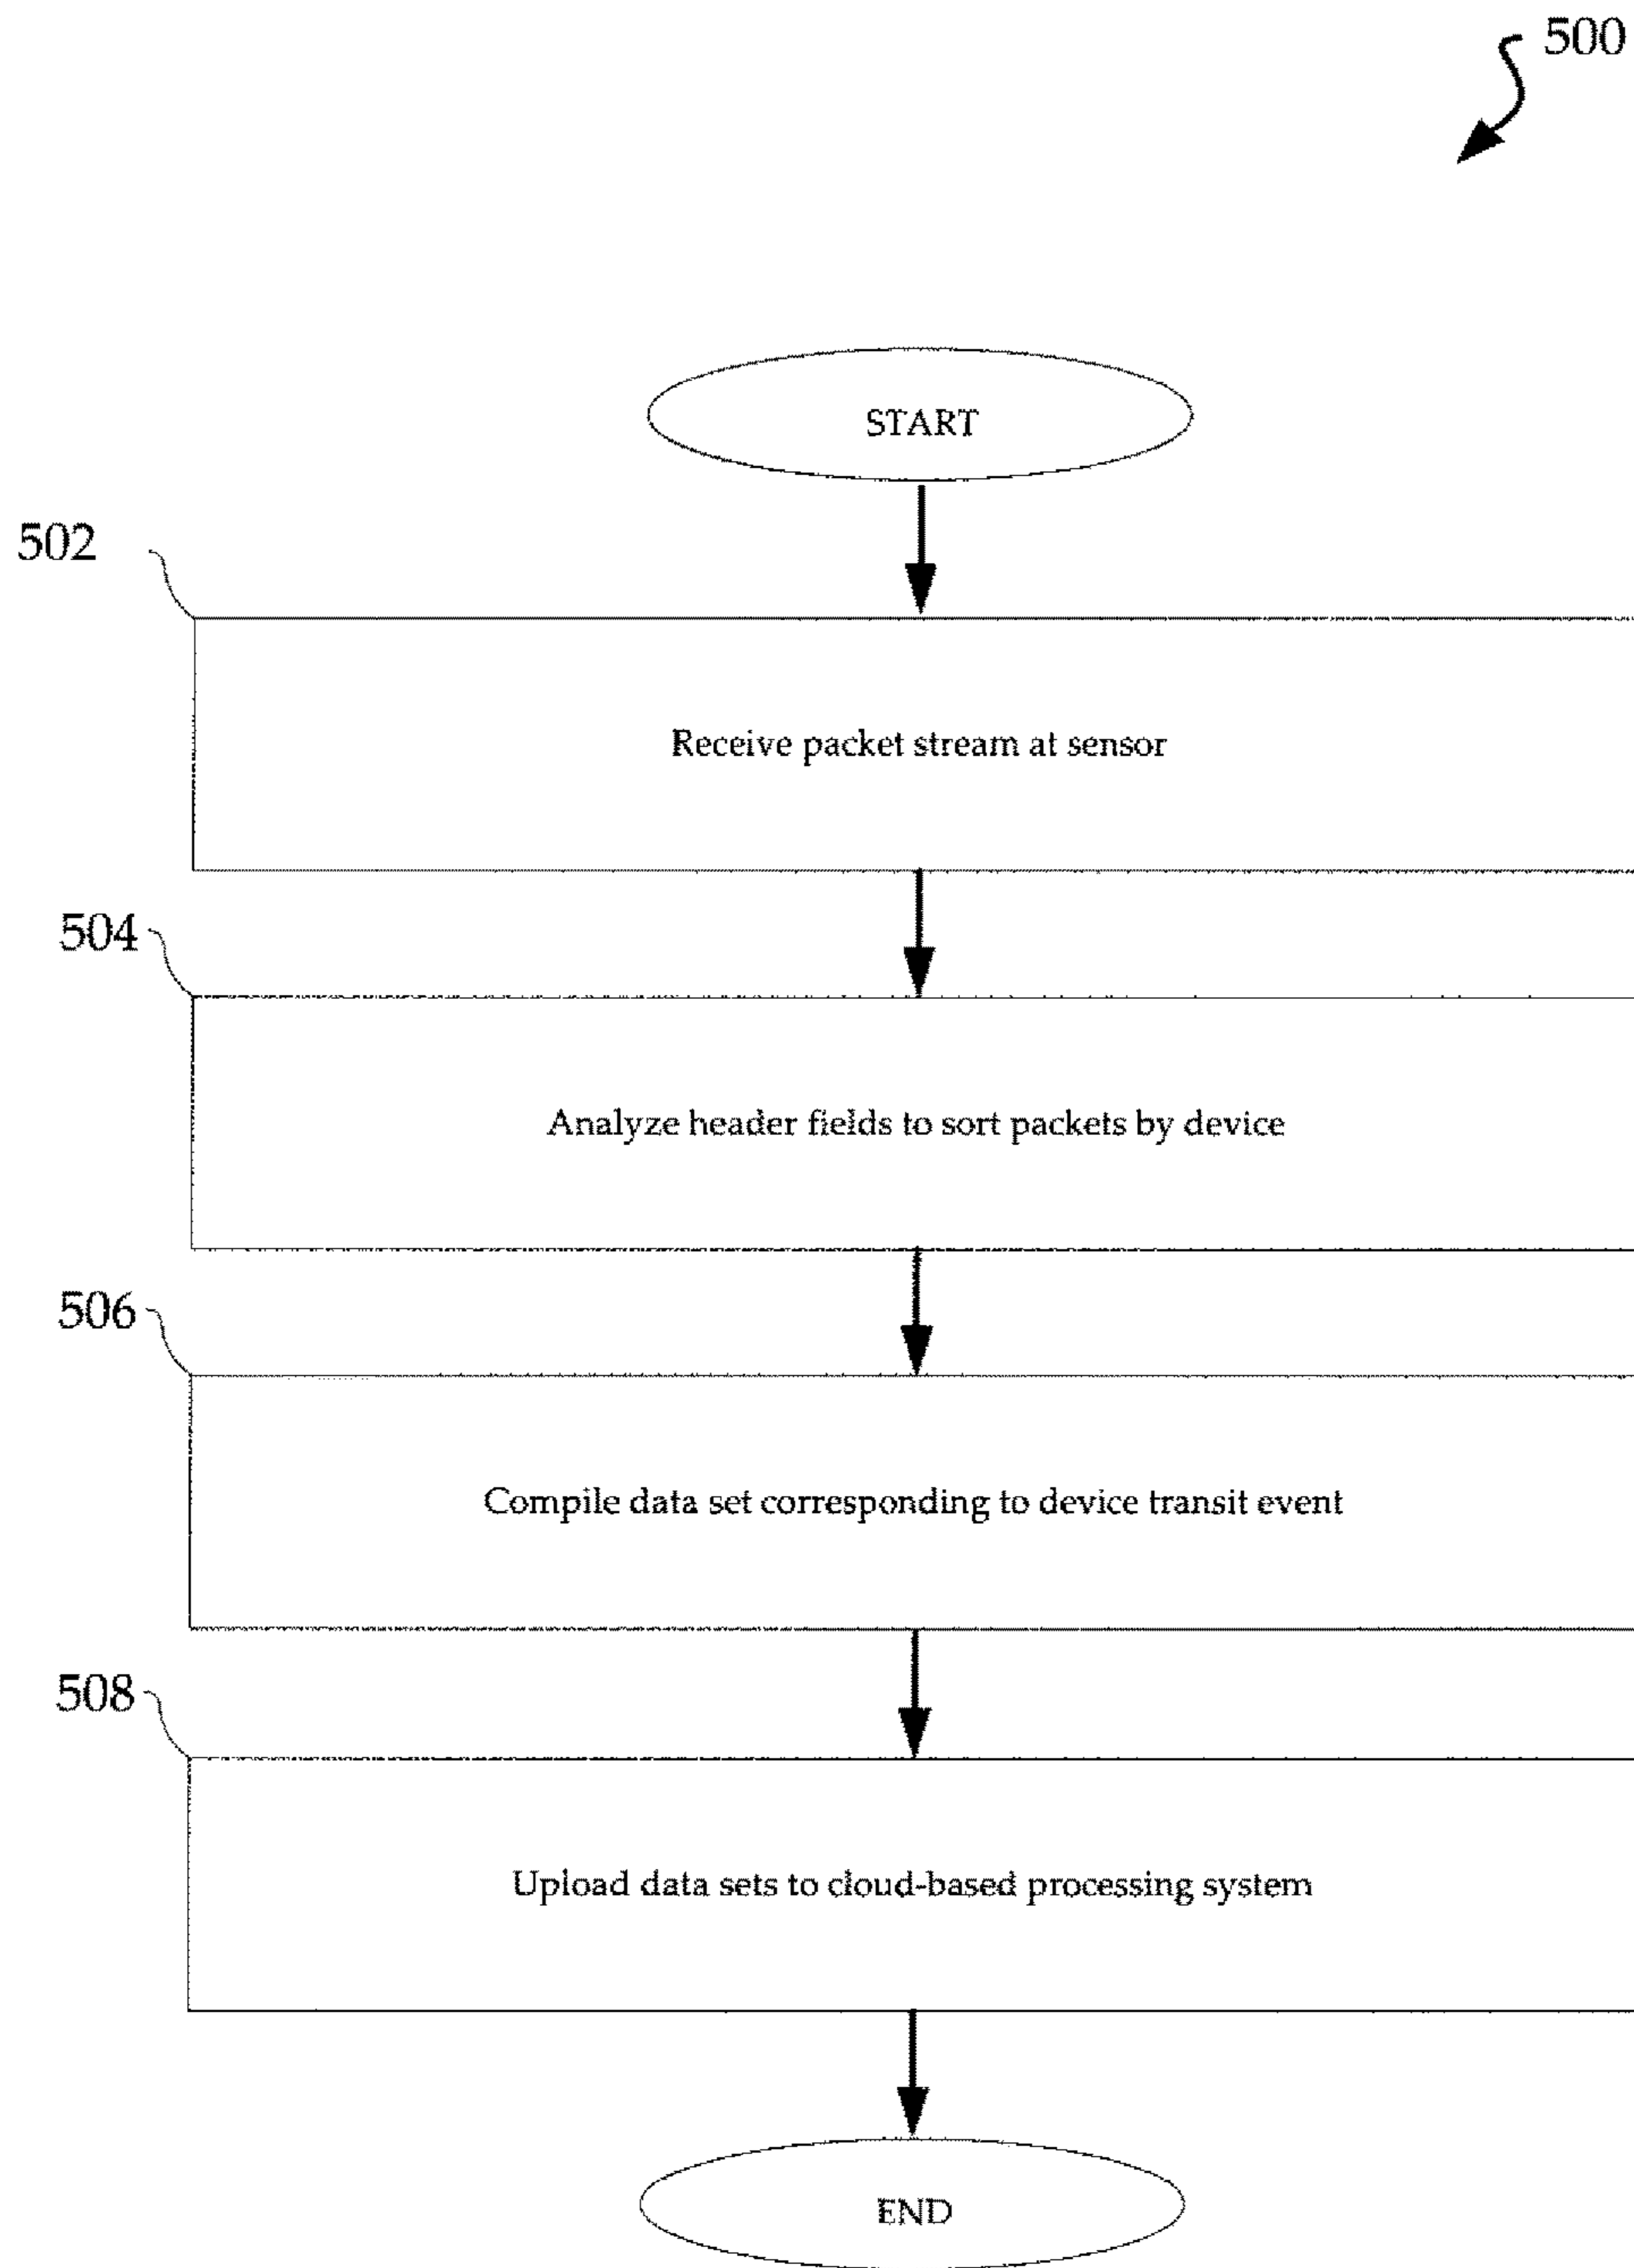 500
START
502
Receive packet stream at sensor
504
Analyze header fields to sort packets by device
506
Compile data set corresponding to device transit event
508
Upload data sets to cloud-based processing system
END